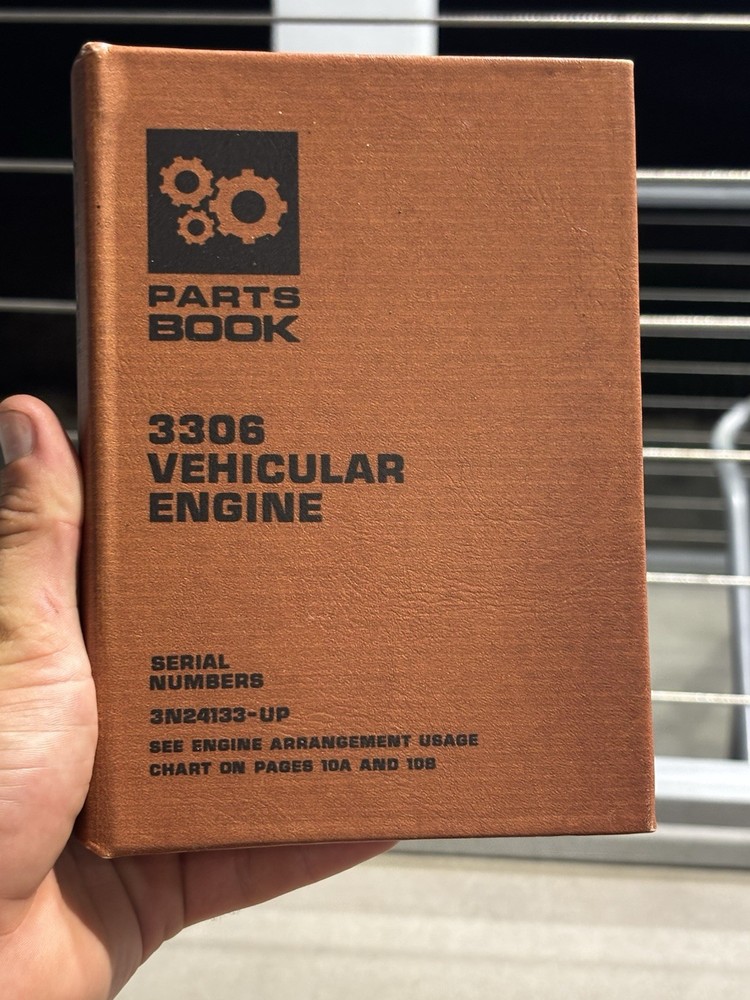 PARTS
BOOK
3306
VEHICULAR
ENGINE
SERIAL
NUMBERS
3N24133-UP
SEE ENGINE ARRANGEMENT USAGE
CHART ON PAGES 10A AND 10B